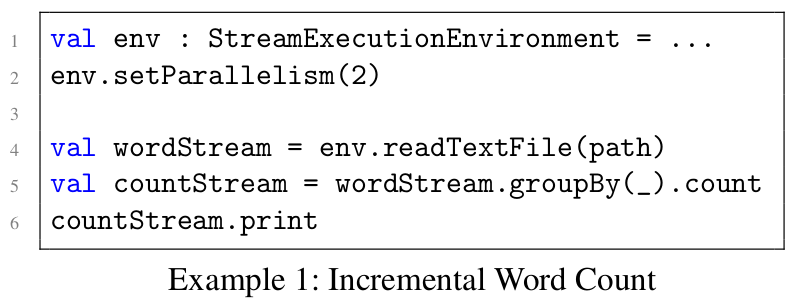 1 val env : StreamExecutionEnvironment = ...
2 env.setParallelism(2)
3
4 val wordStream = env.readTextFile(path)
5 val countStream = wordStream.groupBy(_).count
6 countStream.print
Example 1: Incremental Word Count